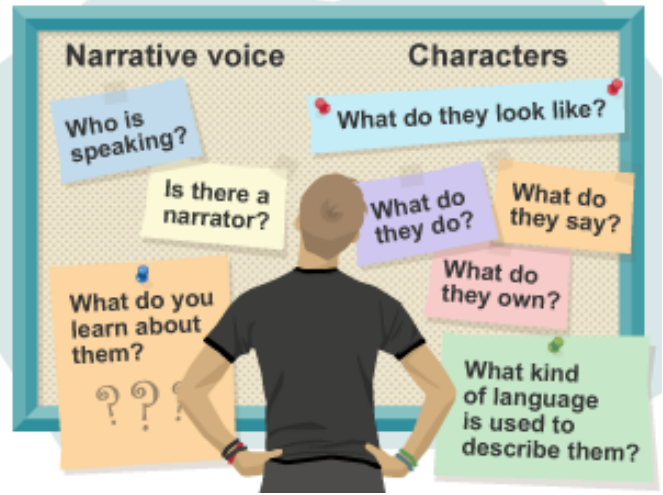 Narrative voice
Who is
speaking?
Is there a
narrator?
What do you
learn about
them?
???
Characters
What do they look like?
What do
they do?
What do
they say?
What do
they own?
What kind
of language
is used to
describe them?